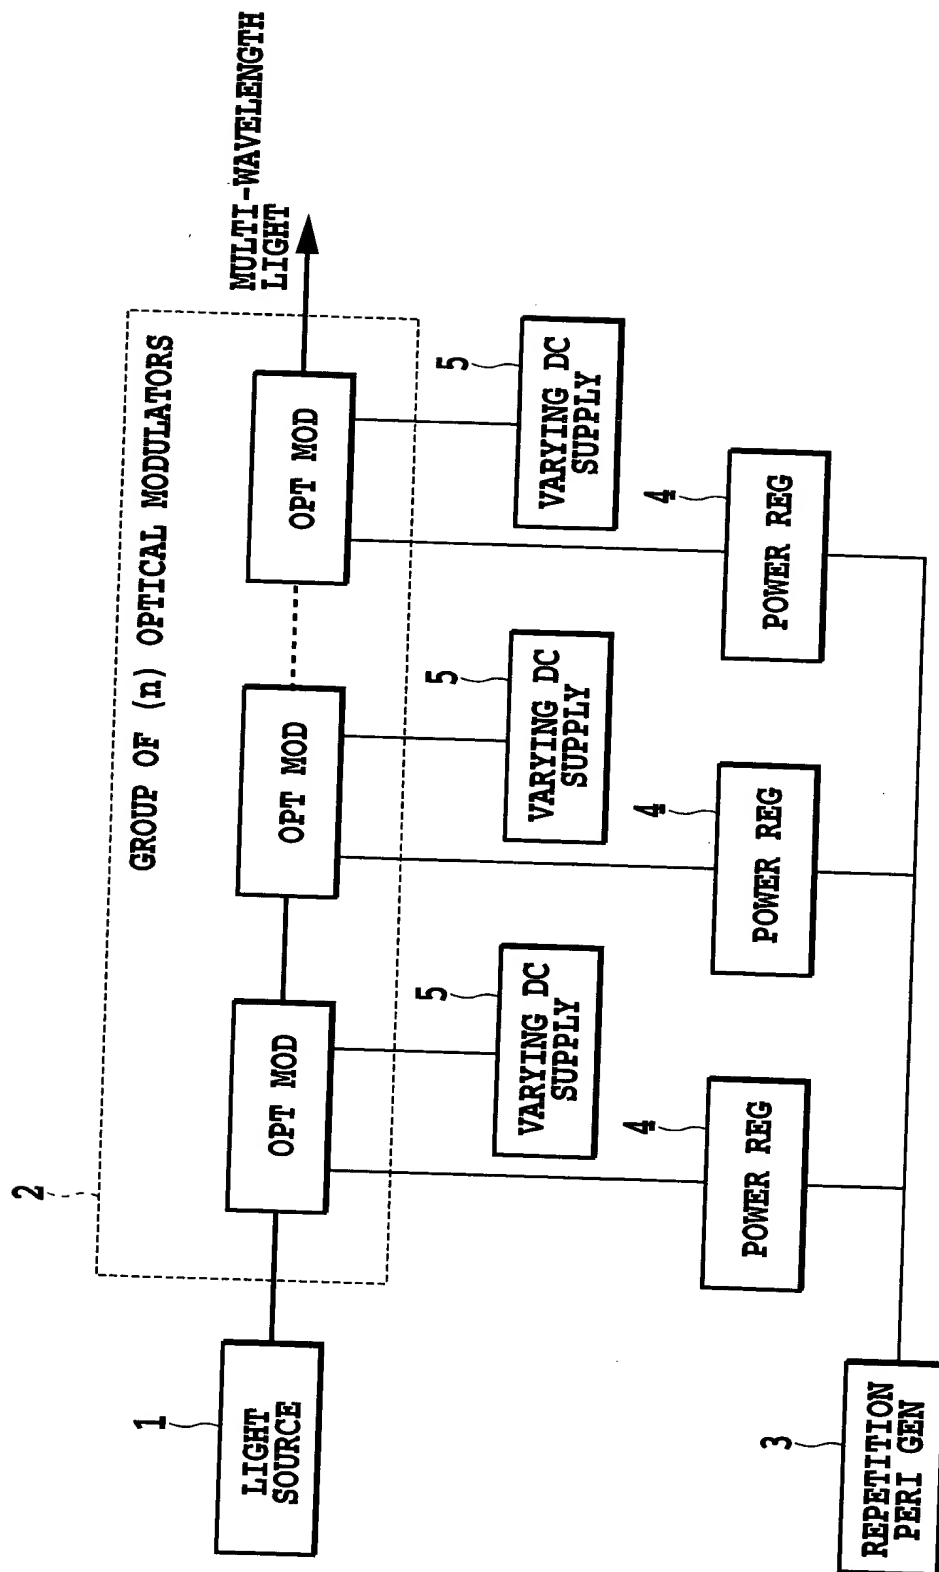 MULTI-WAVELENGTH
LIGHT
GROUP OF (n) OPTICAL MODULATORS
2
1
LIGHT
SOURCE
OPT MOD
OPT MOD
OPT MOD
5
VARYING DC
SUPPLY
5
VARYING DC
SUPPLY
5
VARYING DC
SUPPLY
4
POWER REG
4
POWER REG
4
POWER REG
3
REPETITION
PERI GEN